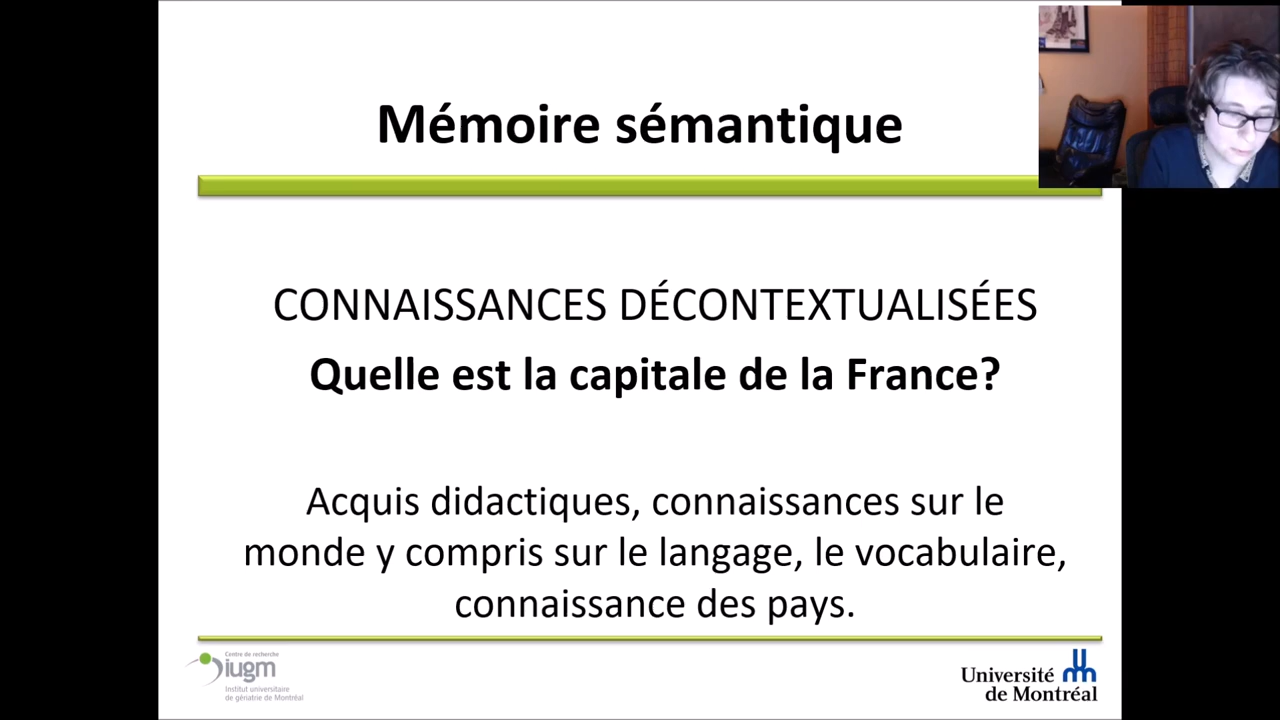 Mémoire sémantique
CONNAISSANCES DÉCONTEXTUALISÉES
Quelle est la capitale de la France?
Acquis didactiques, connaissances sur le
monde y compris sur le langage, le vocabulaire,
connaissance des pays.
Centre de recherche
iugm
Institut universitaire
de gériatrie de Montréal
Université
de Montréal